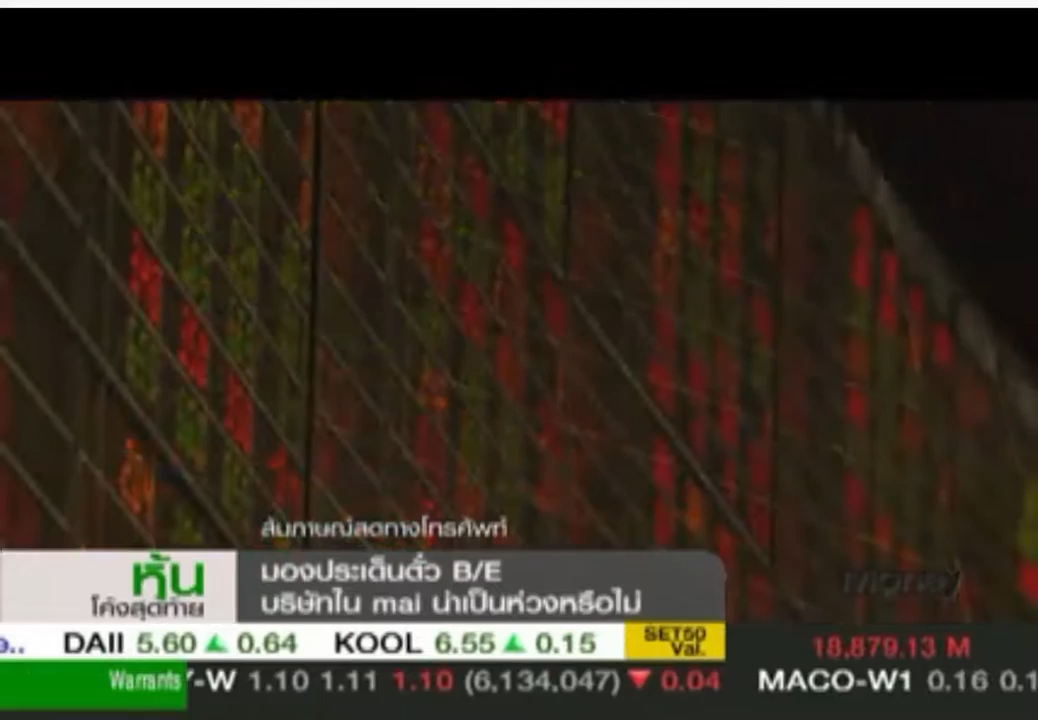 สัมภาษณ์สดทางโทรศัพท์
หุ้น
โค้งสุดท้าย
มองประเด็นตั๋ว B/E
บริษัทใน mai น่าเป็นห่วงหรือไม่
DAII 5.60 ▲ 0.64 KOOL 6.55 ▲ 0.15
SET50
Val.
18,879.13 M
Warrants
-W 1.10 1.11 1.10 (6,134,047) ▼ 0.04 MACO-W1 0.16 0.1